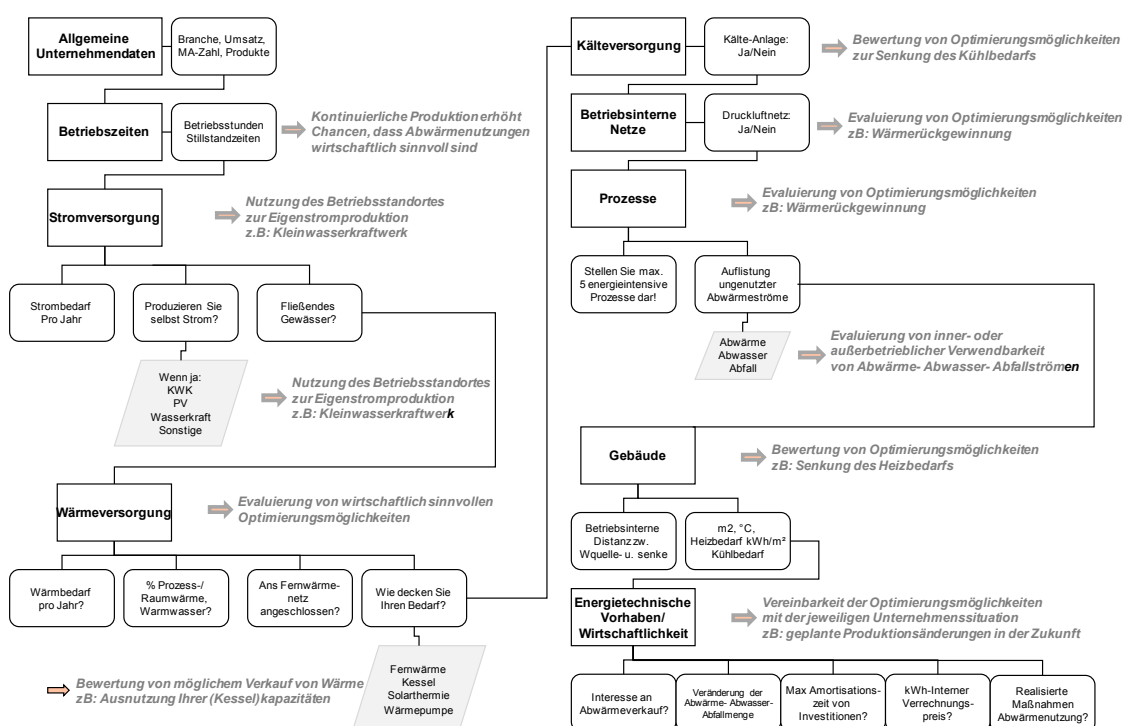 Allgemeine
Unternehmendaten
Branche, Umsatz,
MA-Zahl, Produkte
Betriebszeiten
Betriebsstunden
Stillstandzeiten
Kontinuierliche Produktion erhöht
Chancen, dass Abwärmenutzungen
wirtschaftlich sinnvoll sind
Stromversorgung
Nutzung des Betriebsstandortes
zur Eigenstromproduktion
z.B: Kleinwasserkraftwerk
Strombedarf
Pro Jahr
Produzieren Sie
selbst Strom?
Fließendes
Gewässer?
Wenn ja:
KWK
PV
Wasserkraft
Sonstige
Nutzung des Betriebsstandortes
zur Eigenstromproduktion
z.B: Kleinwasserkraftwerk
Wärmeversorgung
Evaluierung von wirtschaftlich sinnvollen
Optimierungsmöglichkeiten
Wärmbedarf
pro Jahr?
% Prozess-/
Raumwärme,
Warmwasser?
Ans Fernwärme-
netz
angeschlossen?
Wie decken Sie
Ihren Bedarf?
Fernwärme
Kessel
Solarthermie
Wärmepumpe
Bewertung von möglichem Verkauf von Wärme
zB: Ausnutzung Ihrer (Kessel)kapazitäten
Kälteversorgung
Kälte-Anlage:
Ja/Nein
Bewertung von Optimierungsmöglichkeiten
zur Senkung des Kühlbedarfs
Betriebsinterne
Netze
Druckluftnetz:
Ja/Nein
Evaluierung von Optimierungsmöglichkeiten
zB: Wärmerückgewinnung
Prozesse
Evaluierung von Optimierungsmöglichkeiten
zB: Wärmerückgewinnung
Stellen Sie max.
5 energieintensive
Prozesse dar!
Auflistung
ungenutzter
Abwärmeströme
Abwärme
Abwasser
Abfall
Evaluierung von inner- oder
außerbetrieblicher Verwendbarkeit
von Abwärme- Abwasser- Abfallströmen
Gebäude
Bewertung von Optimierungsmöglichkeiten
zB: Senkung des Heizbedarfs
Betriebsinterne
Distanz zw.
Wquelle- u. senke
m2, °C,
Heizbedarf kWh/m²
Kühlbedarf
Energietechnische
Vorhaben/
Wirtschaftlichkeit
Vereinbarkeit der Optimierungsmöglichkeiten
mit der jeweiligen Unternehmenssituation
zB: geplante Produktionsänderungen in der Zukunft
Interesse an
Abwärmeverkauf?
Veränderung der
Abwärme- Abwasser-
Abfallmenge
Max Amortisations-
zeit von
Investitionen?
kWh-Interner
Verrechnungs-
preis?
Realisierte
Maßnahmen
Abwärmenutzung?